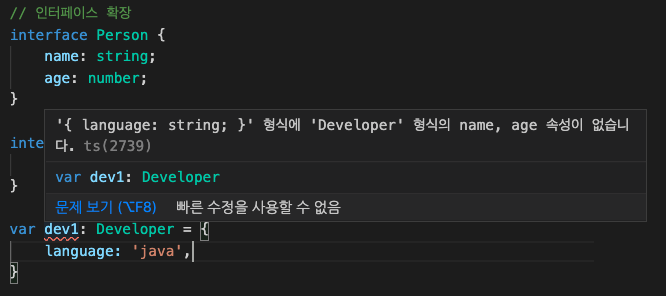 // 인터페이스 확장
interface Person {
name: string;
age: number;
}
'{ language: string; }' 형식에 'Developer' 형식의 name, age 속성이 없습니
다. ts(2739)
inte
var dev1: Developer
}
문제 보기 (⌥F8) 빠른 수정을 사용할 수 없음
var dev1: Developer = {
language: 'java',
}